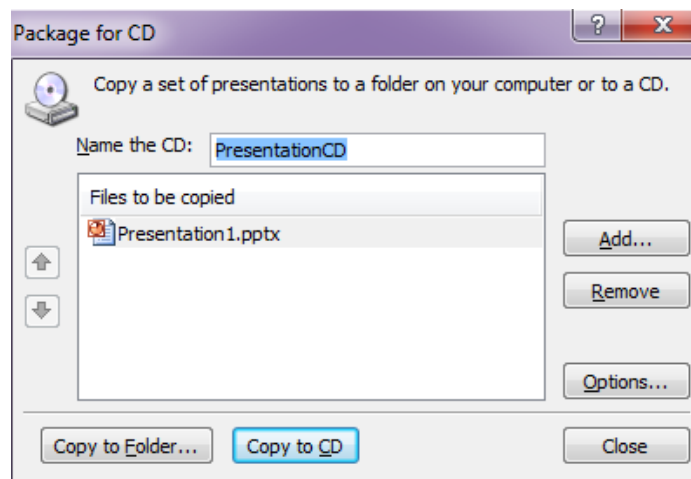 Package for CD
?
X
Copy a set of presentations to a folder on your computer or to a CD.
Name the CD: PresentationCD
Files to be copied
Presentation1.pptx
Add...
Remove
Options...
Copy to Folder... Copy to CD Close